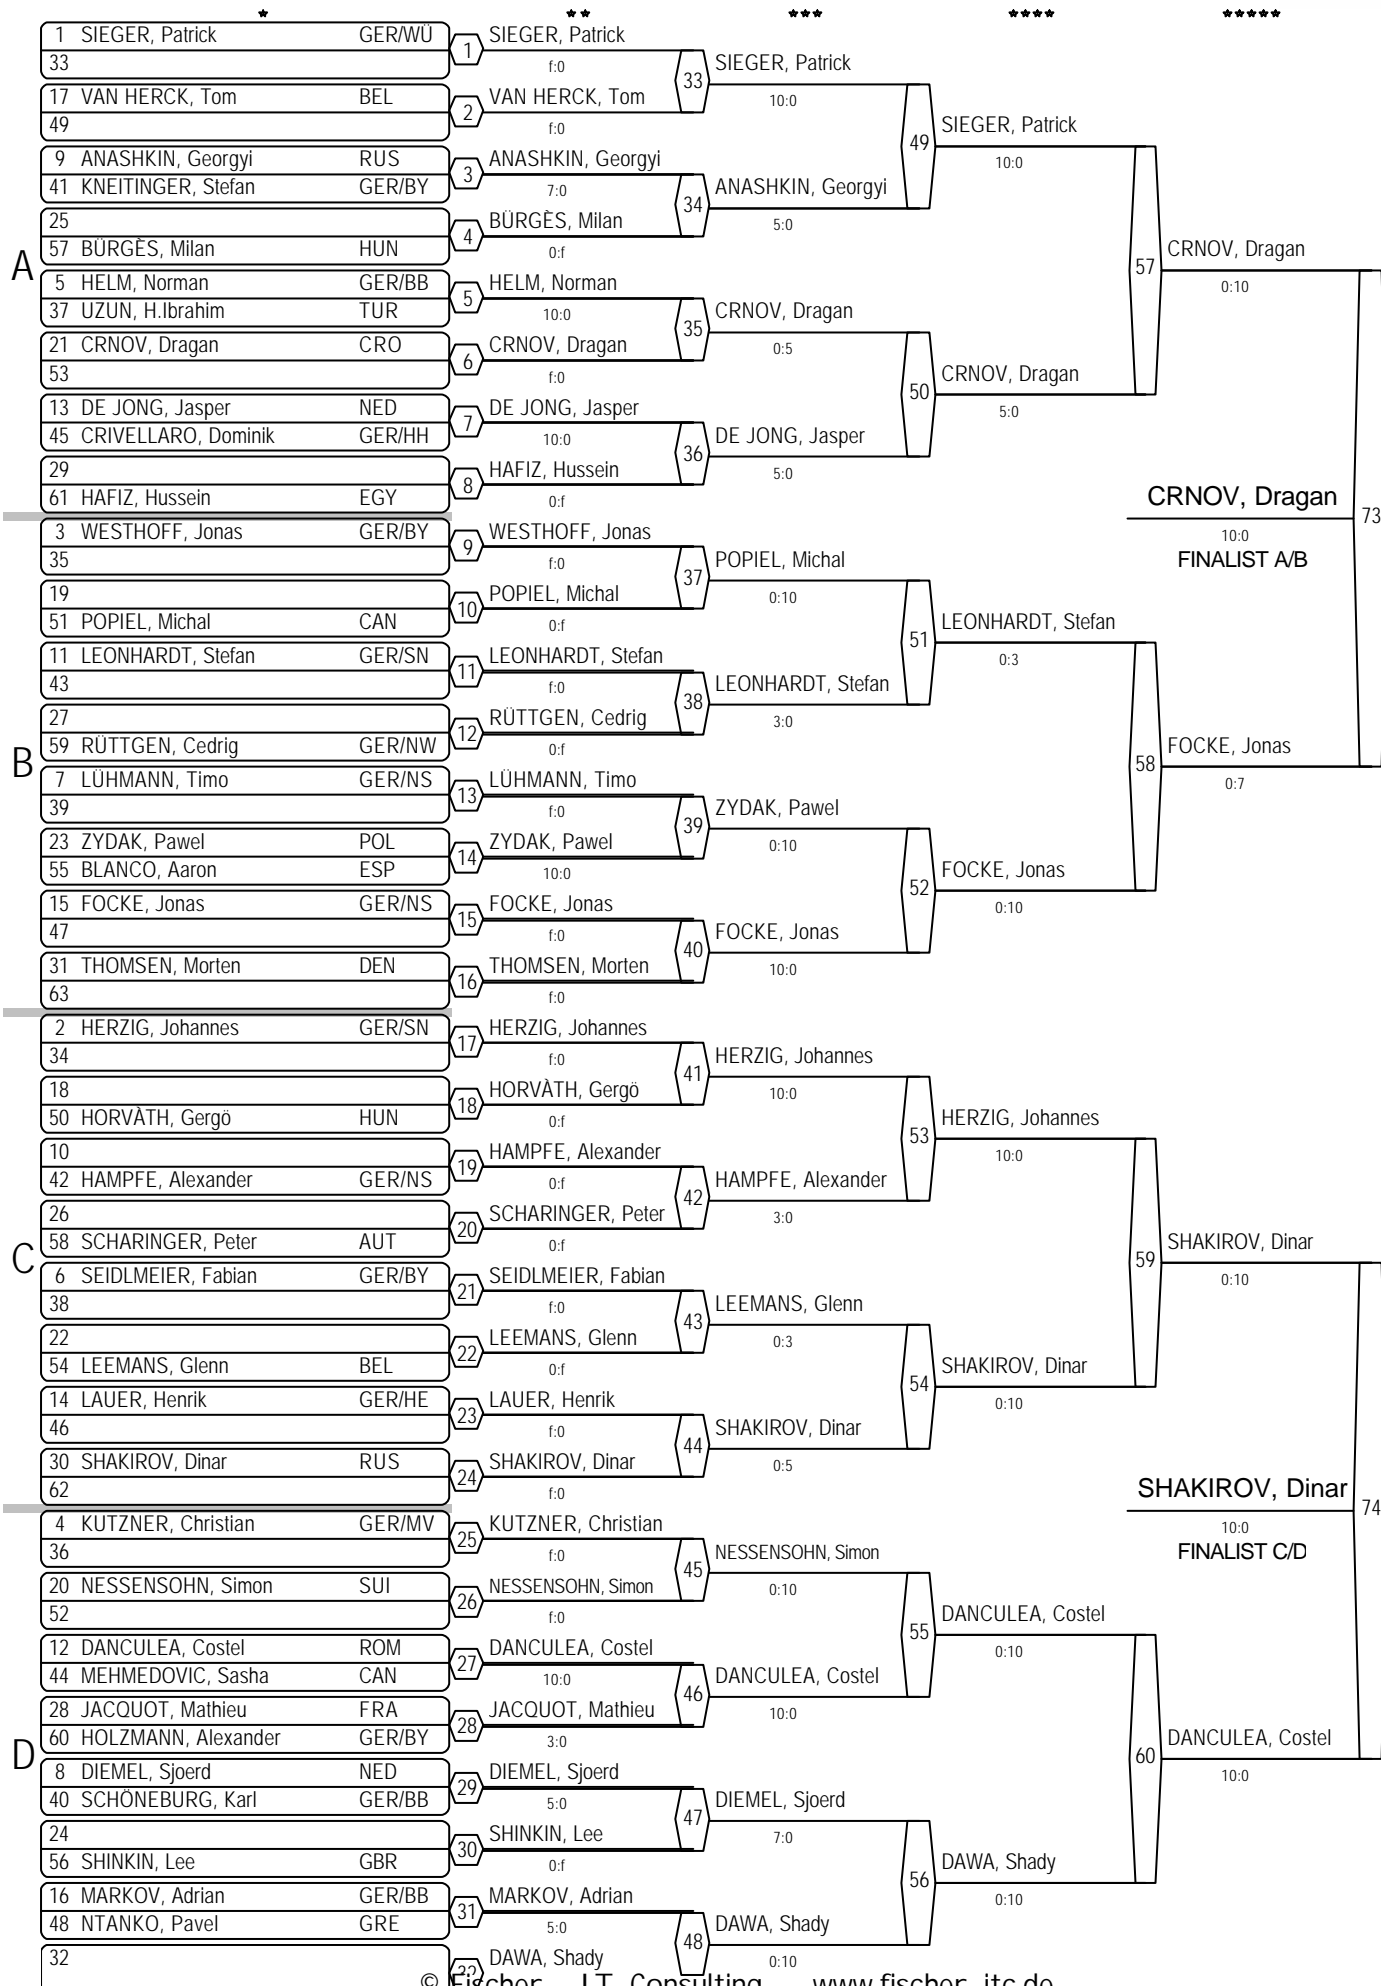 * ** *** **** *****
1 SIEGER, Patrick GER/WÜ
33
1 SIEGER, Patrick
f:0
17 VAN HERCK, Tom BEL
49
2 VAN HERCK, Tom
f:0
33 SIEGER, Patrick
10:0
9 ANASHKIN, Georgyi RUS
41 KNEITINGER, Stefan GER/BY
3 ANASHKIN, Georgyi
7:0
25
57 BÜRGÈS, Milan HUN
4 BÜRGÈS, Milan
0:f
34 ANASHKIN, Georgyi
5:0
49 SIEGER, Patrick
10:0
A
5 HELM, Norman GER/BB
37 UZUN, H.Ibrahim TUR
5 HELM, Norman
10:0
21 CRNOV, Dragan CRO
53
6 CRNOV, Dragan
f:0
35 CRNOV, Dragan
0:5
13 DE JONG, Jasper NED
45 CRIVELLARO, Dominik GER/HH
7 DE JONG, Jasper
10:0
29
61 HAFIZ, Hussein EGY
8 HAFIZ, Hussein
0:f
36 DE JONG, Jasper
5:0
50 CRNOV, Dragan
5:0
57 CRNOV, Dragan
0:10
CRNOV, Dragan 73
10:0
FINALIST A/B
3 WESTHOFF, Jonas GER/BY
35
9 WESTHOFF, Jonas
f:0
19
51 POPIEL, Michal CAN
10 POPIEL, Michal
0:f
37 POPIEL, Michal
0:10
11 LEONHARDT, Stefan GER/SN
43
11 LEONHARDT, Stefan
f:0
27
59 RÜTTGEN, Cedrig GER/NW
12 RÜTTGEN, Cedrig
0:f
38 LEONHARDT, Stefan
3:0
51 LEONHARDT, Stefan
0:3
B
7 LÜHMANN, Timo GER/NS
39
13 LÜHMANN, Timo
f:0
23 ZYDAK, Pawel POL
55 BLANCO, Aaron ESP
14 ZYDAK, Pawel
10:0
39 ZYDAK, Pawel
0:10
15 FOCKE, Jonas GER/NS
47
15 FOCKE, Jonas
f:0
31 THOMSEN, Morten DEN
63
16 THOMSEN, Morten
f:0
40 FOCKE, Jonas
10:0
52 FOCKE, Jonas
0:10
58 FOCKE, Jonas
0:7
2 HERZIG, Johannes GER/SN
34
17 HERZIG, Johannes
f:0
18
50 HORVÀTH, Gergö HUN
18 HORVÀTH, Gergö
0:f
41 HERZIG, Johannes
10:0
10
42 HAMPFE, Alexander GER/NS
19 HAMPFE, Alexander
0:f
26
58 SCHARINGER, Peter AUT
20 SCHARINGER, Peter
0:f
42 HAMPFE, Alexander
3:0
53 HERZIG, Johannes
10:0
C
6 SEIDLMEIER, Fabian GER/BY
38
21 SEIDLMEIER, Fabian
f:0
22
54 LEEMANS, Glenn BEL
22 LEEMANS, Glenn
0:f
43 LEEMANS, Glenn
0:3
14 LAUER, Henrik GER/HE
46
23 LAUER, Henrik
f:0
30 SHAKIROV, Dinar RUS
62
24 SHAKIROV, Dinar
f:0
44 SHAKIROV, Dinar
0:5
54 SHAKIROV, Dinar
0:10
59 SHAKIROV, Dinar
0:10
SHAKIROV, Dinar 74
10:0
FINALIST C/D
4 KUTZNER, Christian GER/MV
36
25 KUTZNER, Christian
f:0
20 NESSENSOHN, Simon SUI
52
26 NESSENSOHN, Simon
f:0
45 NESSENSOHN, Simon
0:10
12 DANCULEA, Costel ROM
44 MEHMEDOVIC, Sasha CAN
27 DANCULEA, Costel
10:0
28 JACQUOT, Mathieu FRA
60 HOLZMANN, Alexander GER/BY
28 JACQUOT, Mathieu
3:0
46 DANCULEA, Costel
10:0
55 DANCULEA, Costel
0:10
D
8 DIEMEL, Sjoerd NED
40 SCHÖNEBURG, Karl GER/BB
29 DIEMEL, Sjoerd
5:0
24
56 SHINKIN, Lee GBR
30 SHINKIN, Lee
0:f
47 DIEMEL, Sjoerd
7:0
16 MARKOV, Adrian GER/BB
48 NTANKO, Pavel GRE
31 MARKOV, Adrian
5:0
32
32 DAWA, Shady
48 DAWA, Shady
0:10
56 DAWA, Shady
0:10
60 DANCULEA, Costel
10:0
© Fischer I.T. Consulting www.fischer-itc.de